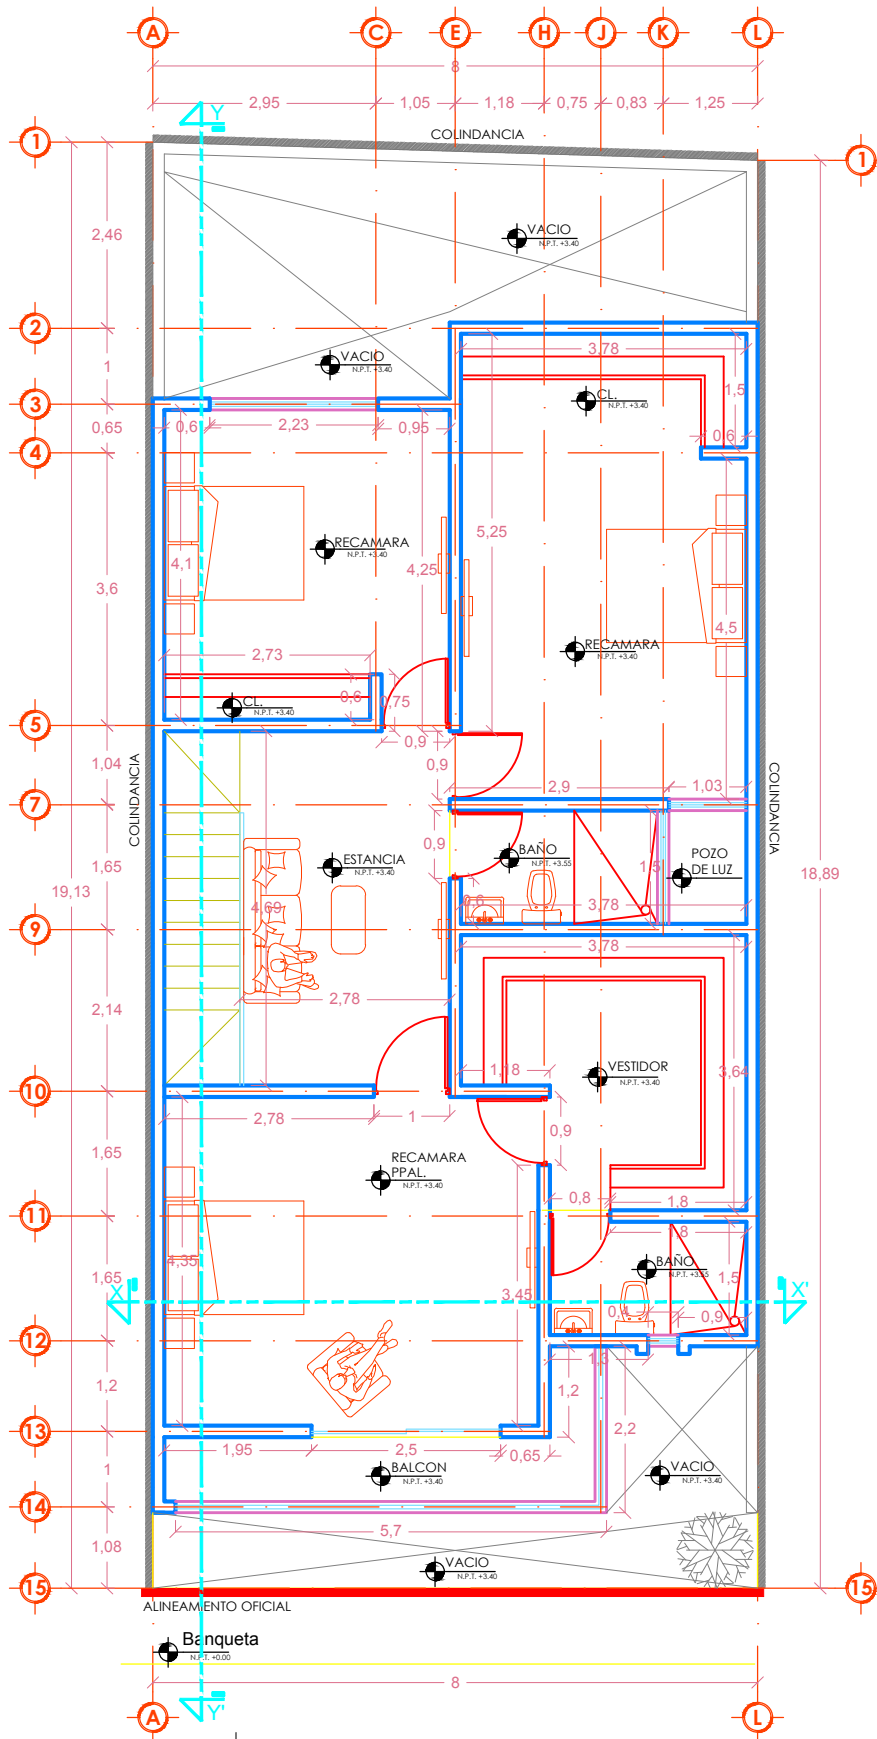 A C E H J K L
8
2,95 1,05 1,18 0,75 0,83 1,25
Y
COLINDANCIA
1 1
2,46
VACIO
N.P.T. +3.40
2
3,78
1
VACIO
N.P.T. +3.40
1,5
CL.
N.P.T. +3.40
3
0,65 0,6 2,23 0,95
0,6
4
5,25
RECAMARA
N.P.T. +3.40
4,1
4,25
3,6
4,5
RECAMARA
N.P.T. +3.40
2,73
0,6
0,75
CL.
N.P.T. +3.40
5
0,9
1,04
0,9
2,9 1,03
COLINDANCIA
COLINDANCIA
7
0,9
BAÑO
N.P.T. +3.55
1,5
POZO
DE LUZ
ESTANCIA
N.P.T. +3.40
1,65
18,89
19,13
0,6
3,78
4,69
9
3,78
2,78
2,14
1,18
VESTIDOR
N.P.T. +3.40
3,64
10
2,78 1
0,9
1,65
RECAMARA
PPAL.
N.P.T. +3.40
0,8 1,8
11
1,8
4,35
BAÑO
N.P.T. +3.55
1,5
1,65
X X'
3,45
0,4 0,9
12
1,3
1,2
1,2
2,2
13
1,95 2,5 0,65
1
BALCON
N.P.T. +3.40
VACIO
N.P.T. +3.40
14
5,7
1,08
VACIO
N.P.T. +3.40
15 15
ALINEAMIENTO OFICIAL
Banqueta
N.P.T. +0.00
8
Y'
A L